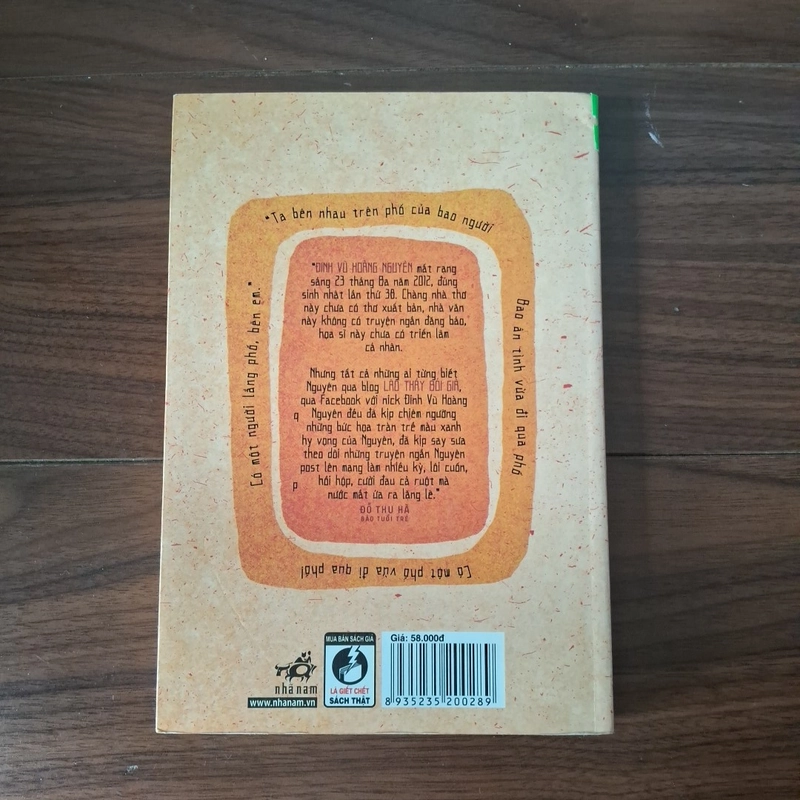 "Ta bên nhau trên phố của bao người
Bao ân tình vừa đi qua phố
Có một phố vừa đi qua phố!
Có một người lảng phố, bên em."
"ĐINH VŨ HOÀNG NGUYÊN mất rạng
sáng 23 tháng Ba năm 2012, đúng
sinh nhật lần thứ 38. Chàng nhà thơ
này chưa có thơ xuất bản, nhà văn
này không có truyện ngắn đăng báo,
họa sĩ này chưa có triển lãm
cá nhân.
Nhưng tất cả những ai từng biết
Nguyên qua blog LÃO THẦY BÓI GIÀ,
qua Facebook với nick Đinh Vũ Hoàng
Nguyên đều đã kịp chiêm ngưỡng
q
những bức họa tràn trề màu xanh
hy vọng của Nguyên, đã kịp say sưa
theo dõi những truyện ngắn Nguyên
post lên mạng làm nhiều kỳ, lôi cuốn,
hồi hộp, cười đau cả ruột mà
p
nước mắt ứa ra lặng lẽ."
ĐỖ THU HÀ
BÁO TUỔI TRẺ
nhã nam
www.nhanam.vn
MUA BÁN SÁCH GIẢ
LÀ GIẾT CHẾT
SÁCH THẬT
Giá: 58.000đ
8 935235 200289